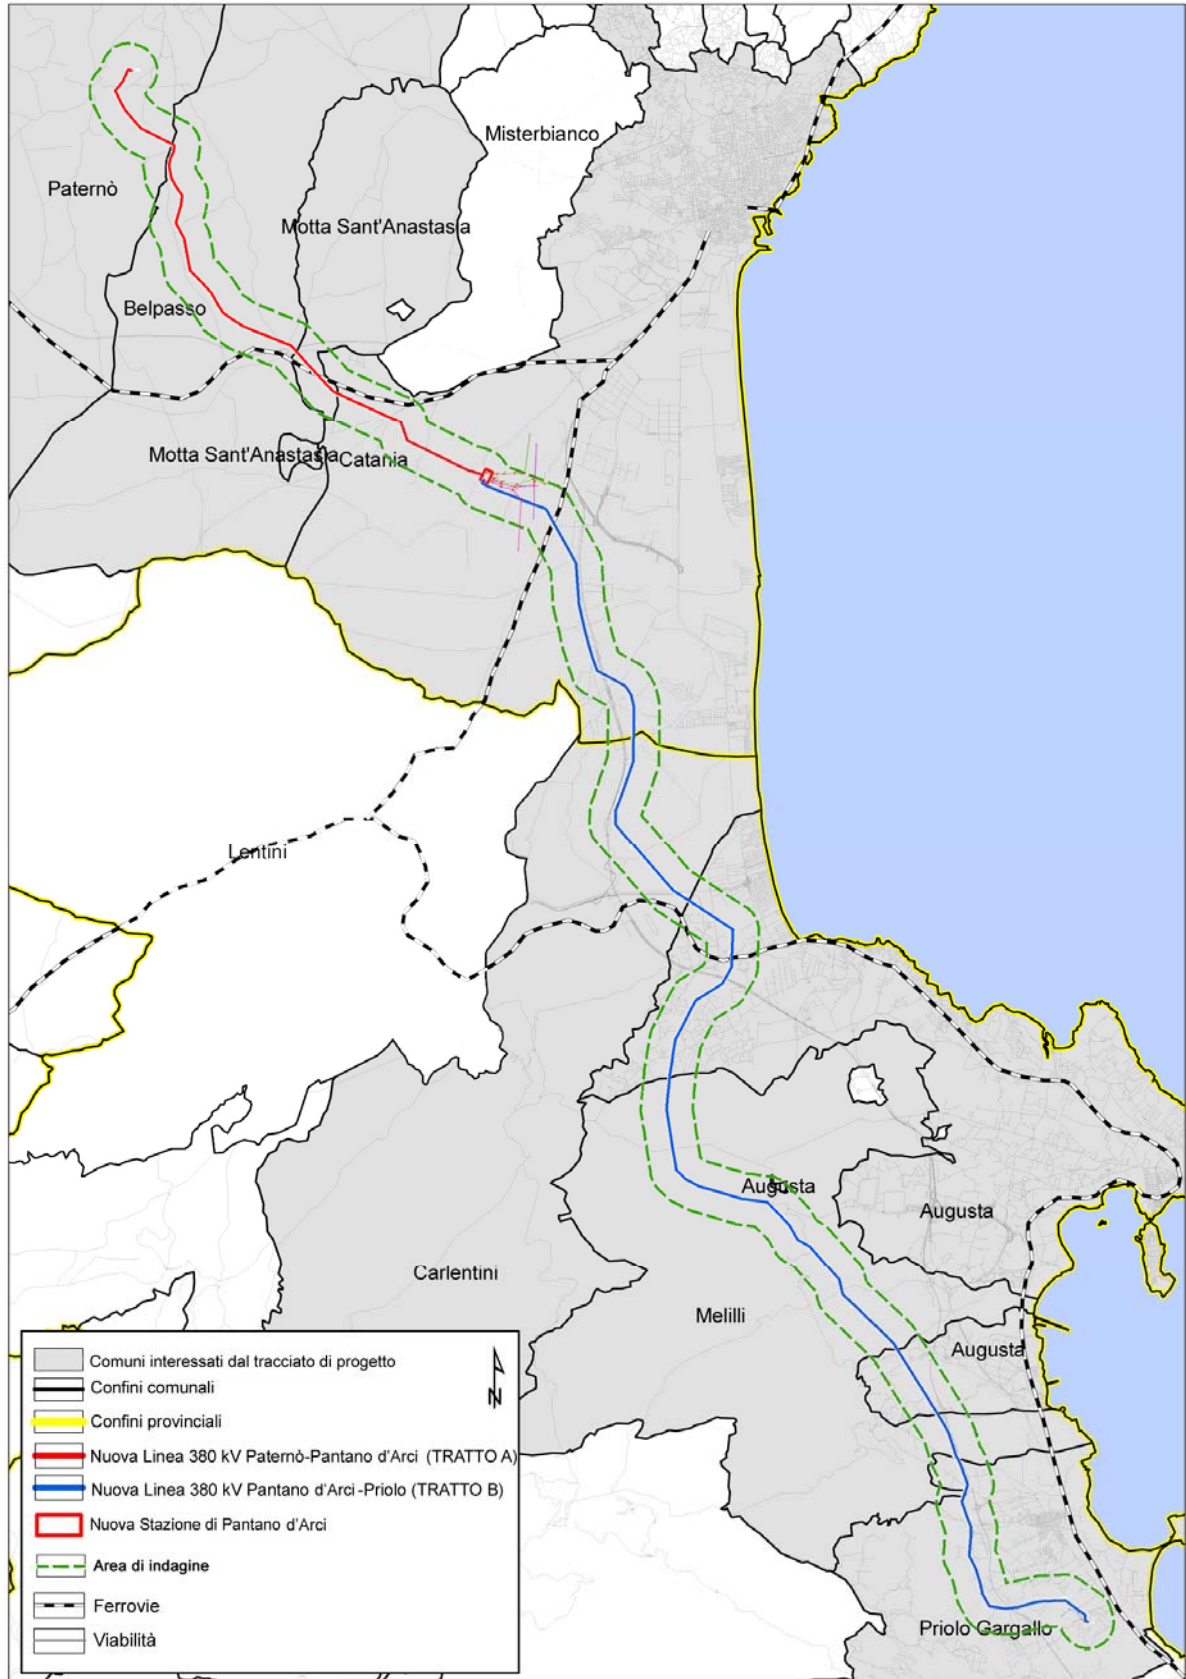 Misterbianco
Paternò
Motta Sant'Anastasia
Belpasso
Motta Sant'Anastasia
Catania
Lentini
Augusta
Augusta
Carlentini
Melilli
Augusta
Priolo Gargallo
Comuni interessati dal tracciato di progetto
Confini comunali
Confini provinciali
Nuova Linea 380 kV Paternò-Pantano d'Arci (TRATTO A)
Nuova Linea 380 kV Pantano d'Arci-Priolo (TRATTO B)
Nuova Stazione di Pantano d'Arci
Area di indagine
Ferrovie
Viabilità
N